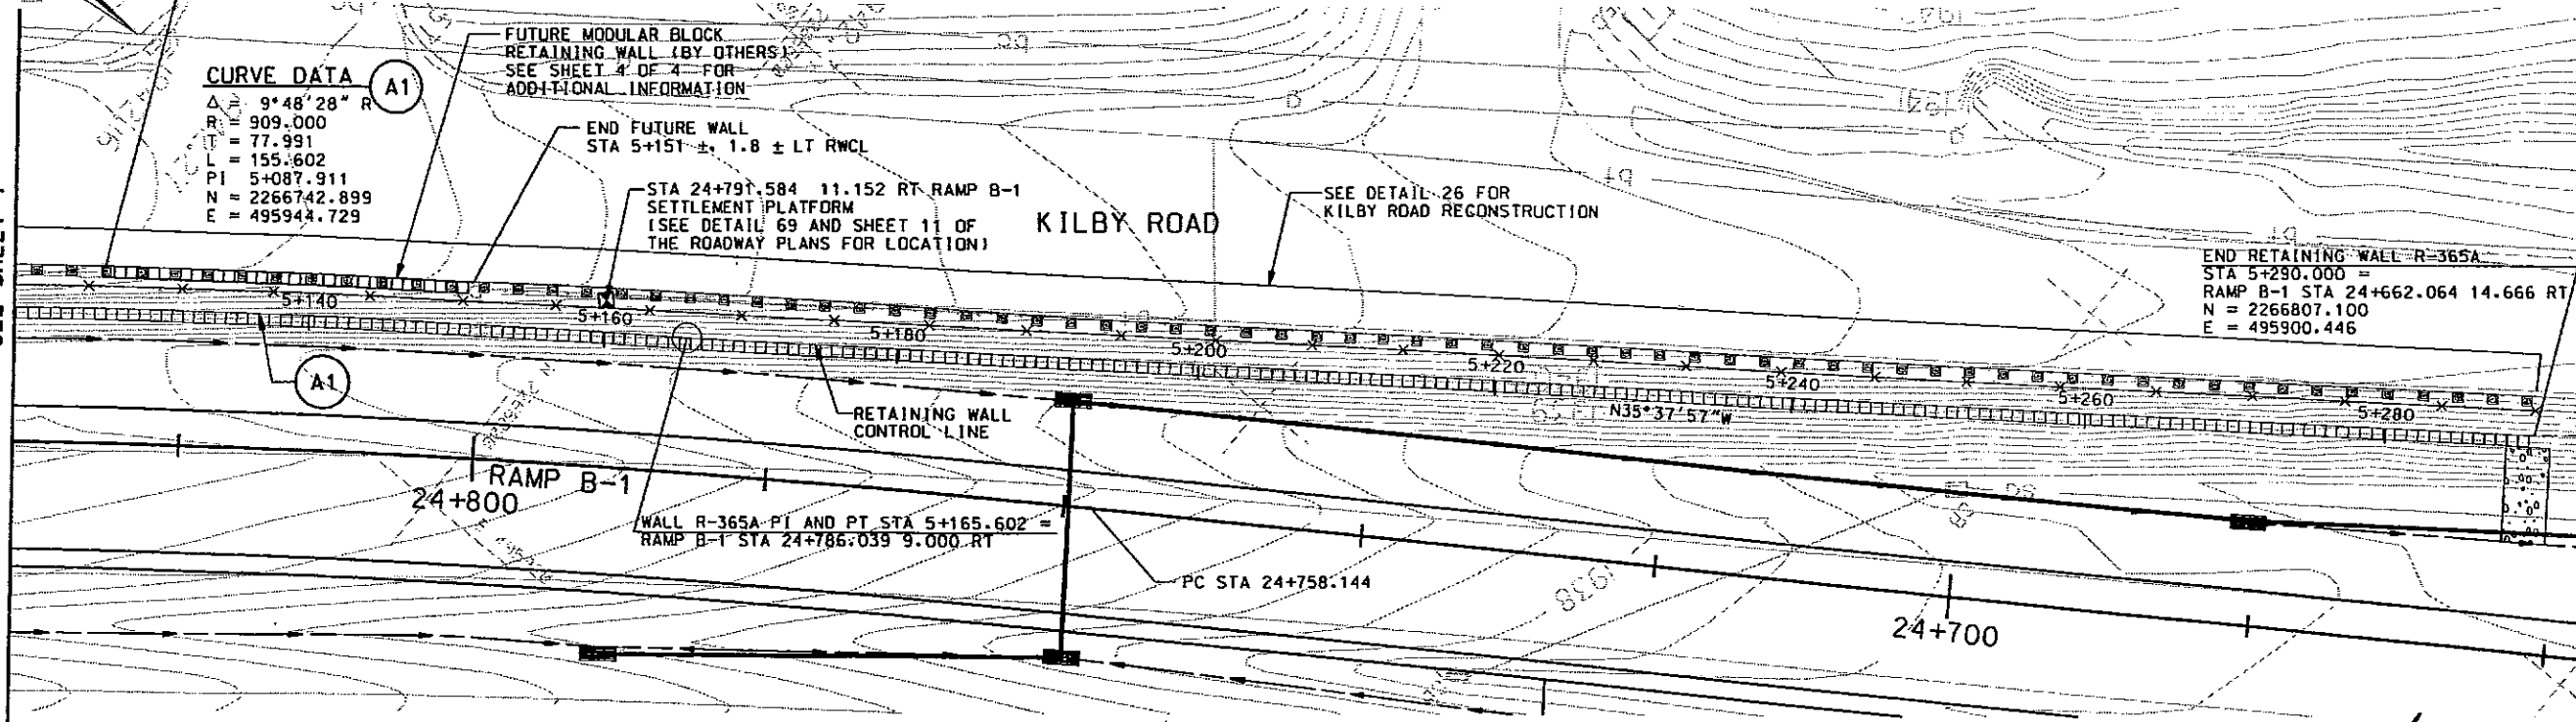 FUTURE MODULAR BLOCK
RETAINING WALL (BY OTHERS)
SEE SHEET 4 OF 4 FOR
ADDITIONAL INFORMATION
CURVE DATA
A1
Δ = 9°48'28" R
R = 909.000
T = 77.991
L = 155.602
PI 5+087.911
N = 2266742.899
E = 495944.729
END FUTURE WALL
STA 5+151 ±, 1.8 ± LT RWCL
STA 24+791.584 11.152 RT RAMP B-1
SETTLEMENT PLATFORM
(SEE DETAIL 69 AND SHEET 11 OF
THE ROADWAY PLANS FOR LOCATION)
KILBY ROAD
SEE DETAIL 26 FOR
KILBY ROAD RECONSTRUCTION
END RETAINING WALL R-365A
STA 5+290.000 =
RAMP B-1 STA 24+662.064 14.666 RT
N = 2266807.100
E = 495900.446
5+140
5+160
5+180
5+200
5+220
5+240
5+260
5+280
A1
N35°37'57"W
RETAINING WALL
CONTROL LINE
RAMP B-1
24+800
WALL R-365A PI AND PT STA 5+165.602 =
RAMP B-1 STA 24+786.039 9.000 RT
PC STA 24+758.144
1938
24+700